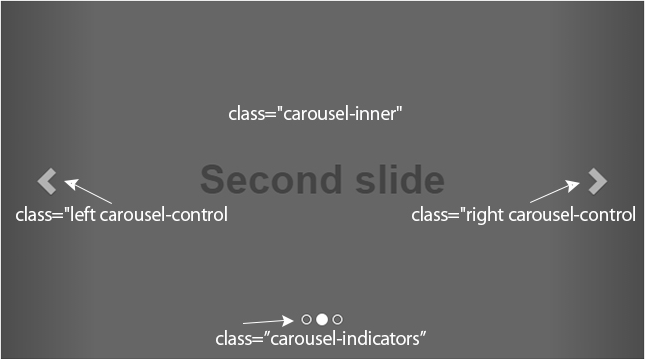 class="carousel-inner"
Second slide
class="left carousel-control
class="right carousel-control
class=”carousel-indicators”